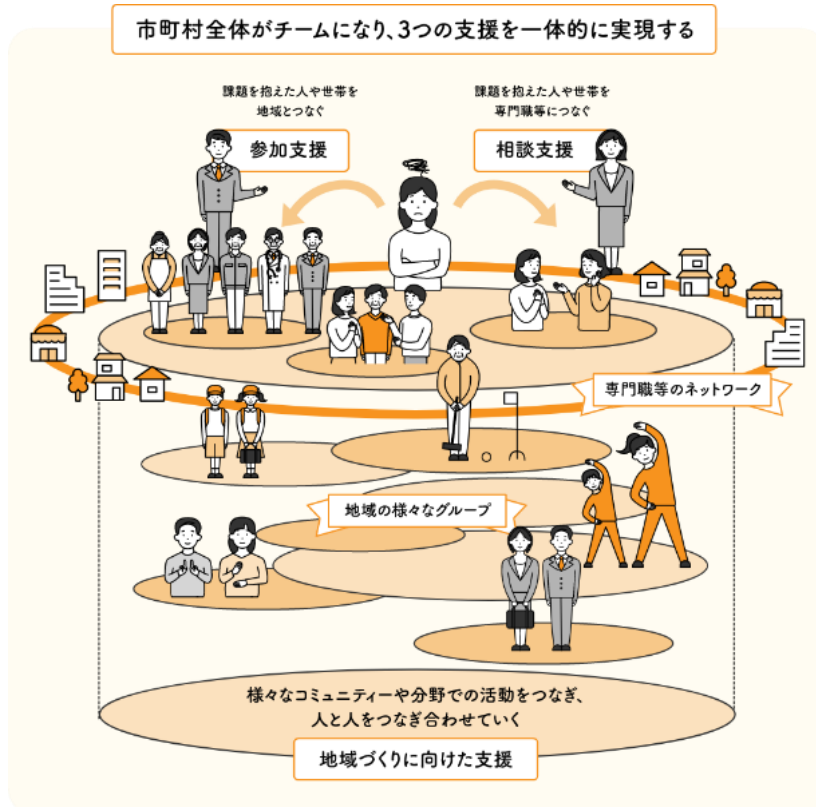 市町村全体がチームになり、3つの支援を一体的に実現する
課題を抱えた人や世帯を
地域とつなぐ
参加支援
課題を抱えた人や世帯を
専門職等につなぐ
相談支援
専門職等のネットワーク
地域の様々なグループ
様々なコミュニティーや分野での活動をつなぎ、
人と人をつなぎ合わせていく
地域づくりに向けた支援